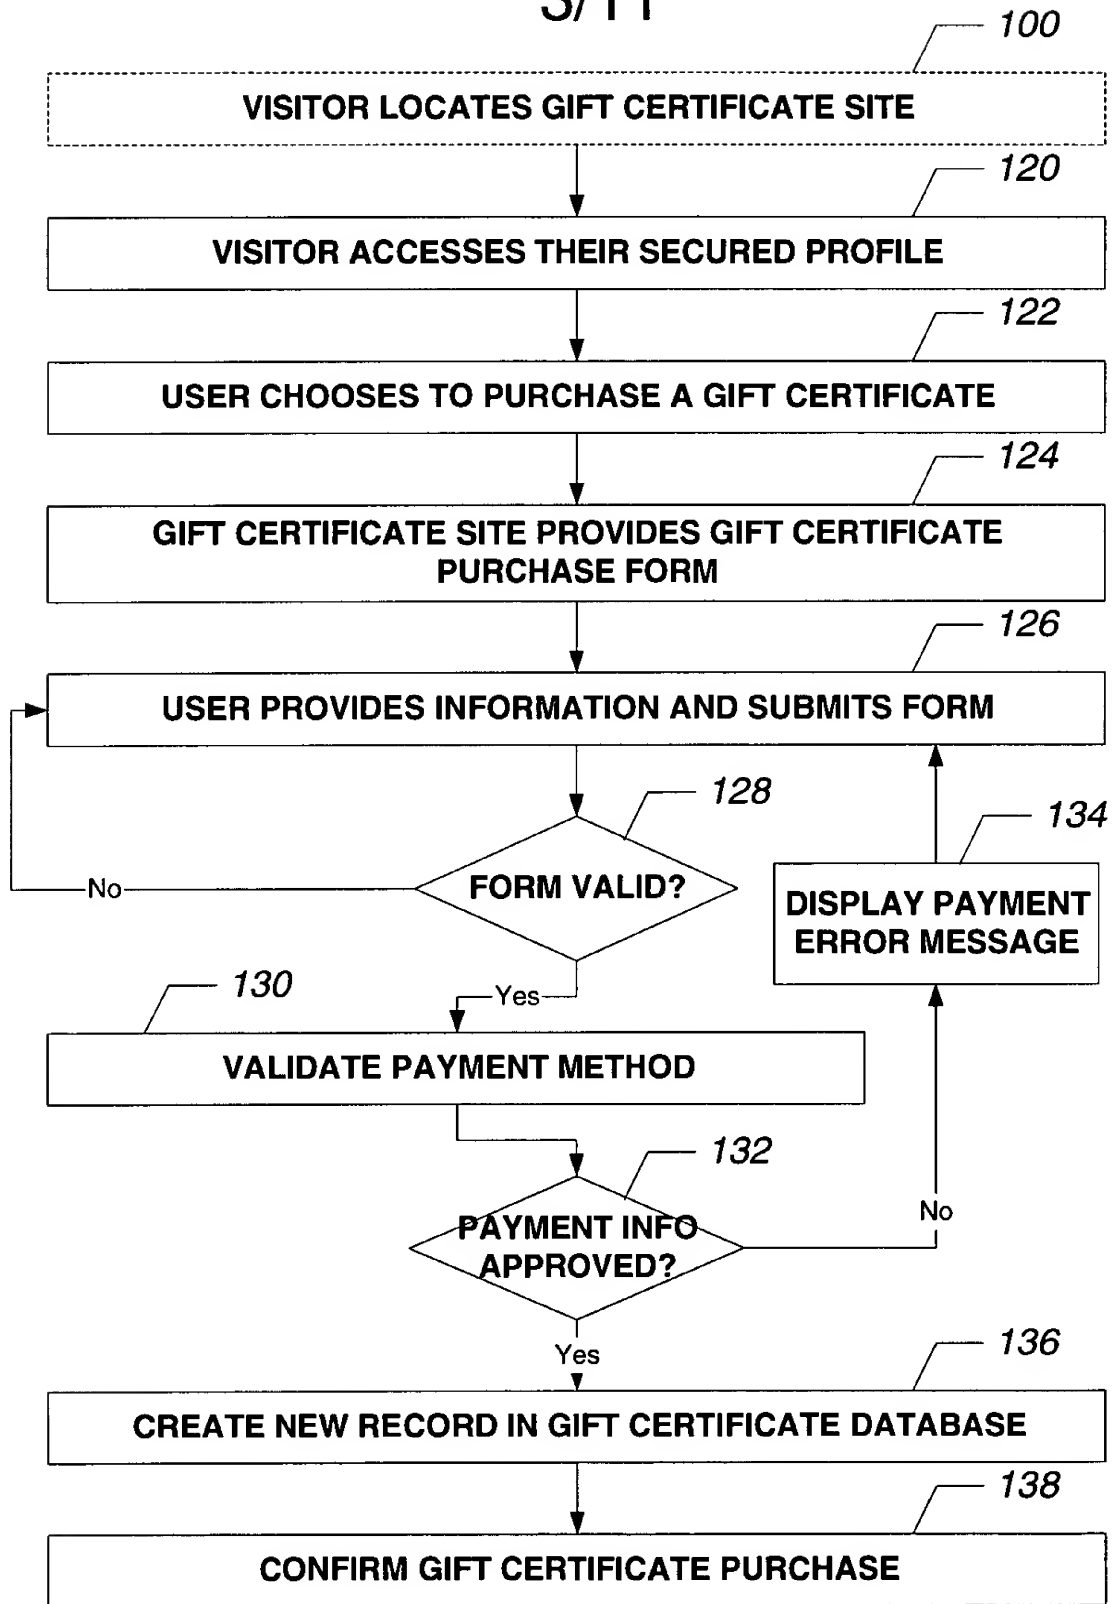 3/11
100
VISITOR LOCATES GIFT CERTIFICATE SITE
120
VISITOR ACCESSES THEIR SECURED PROFILE
122
USER CHOOSES TO PURCHASE A GIFT CERTIFICATE
124
GIFT CERTIFICATE SITE PROVIDES GIFT CERTIFICATE
PURCHASE FORM
126
USER PROVIDES INFORMATION AND SUBMITS FORM
128
FORM VALID?
No
134
DISPLAY PAYMENT
ERROR MESSAGE
Yes
130
VALIDATE PAYMENT METHOD
132
PAYMENT INFO
APPROVED?
No
Yes
136
CREATE NEW RECORD IN GIFT CERTIFICATE DATABASE
138
CONFIRM GIFT CERTIFICATE PURCHASE